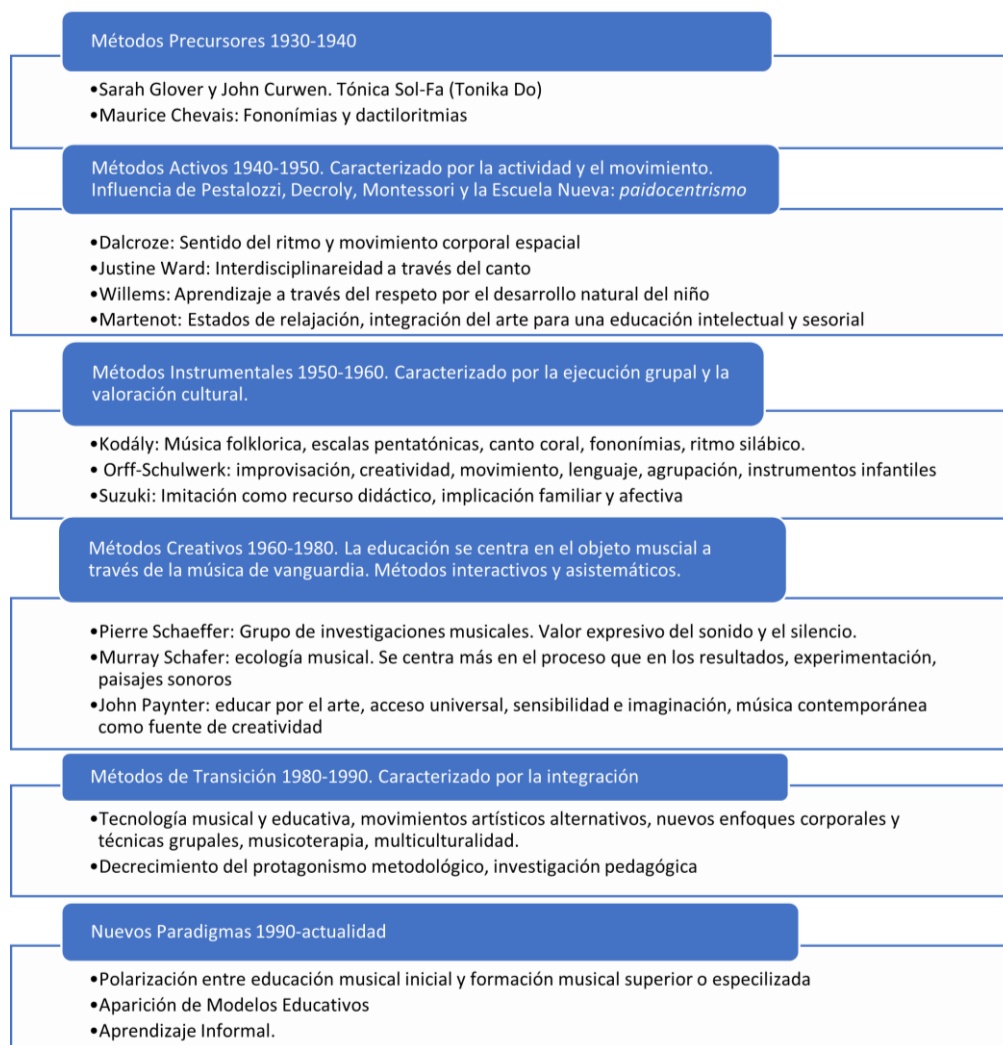 Métodos Precursores 1930-1940
•Sarah Glover y John Curwen. Tónica Sol-Fa (Tonika Do)
•Maurice Chevais: Fononímias y dactiloritmias
Métodos Activos 1940-1950. Caracterizado por la actividad y el movimiento.
Influencia de Pestalozzi, Decroly, Montessori y la Escuela Nueva: paidocentrismo
•Dalcroze: Sentido del ritmo y movimiento corporal espacial
•Justine Ward: Interdisciplinareidad a través del canto
•Willems: Aprendizaje a través del respeto por el desarrollo natural del niño
•Martenot: Estados de relajación, integración del arte para una educación intelectual y sesorial
Métodos Instrumentales 1950-1960. Caracterizado por la ejecución grupal y la
valoración cultural.
•Kodály: Música folklorica, escalas pentatónicas, canto coral, fononímias, ritmo silábico.
• Orff-Schulwerk: improvisación, creatividad, movimiento, lenguaje, agrupación, instrumentos infantiles
•Suzuki: Imitación como recurso didáctico, implicación familiar y afectiva
Métodos Creativos 1960-1980. La educación se centra en el objeto muscial a
través de la música de vanguardia. Métodos interactivos y asistemáticos.
•Pierre Schaeffer: Grupo de investigaciones musicales. Valor expresivo del sonido y el silencio.
•Murray Schafer: ecología musical. Se centra más en el proceso que en los resultados, experimentación,
paisajes sonoros
•John Paynter: educar por el arte, acceso universal, sensibilidad e imaginación, música contemporánea
como fuente de creatividad
Métodos de Transición 1980-1990. Caracterizado por la integración
•Tecnología musical y educativa, movimientos artísticos alternativos, nuevos enfoques corporales y
técnicas grupales, musicoterapia, multiculturalidad.
•Decrecimiento del protagonismo metodológico, investigación pedagógica
Nuevos Paradigmas 1990-actualidad
•Polarización entre educación musical inicial y formación musical superior o especilizada
•Aparición de Modelos Educativos
•Aprendizaje Informal.